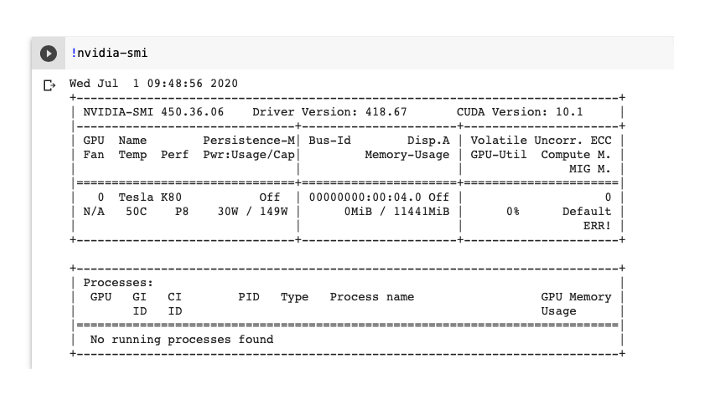 !nvidia-smi
Wed Jul  1 09:48:56 2020
+-----------------------------------------------------------------------------+
| NVIDIA-SMI 450.36.06    Driver Version: 418.67       CUDA Version: 10.1     |
|-------------------------------+----------------------+----------------------+
| GPU  Name        Persistence-M| Bus-Id        Disp.A | Volatile Uncorr. ECC |
| Fan  Temp  Perf  Pwr:Usage/Cap|         Memory-Usage | GPU-Util  Compute M. |
|                               |                      |               MIG M. |
|===============================+======================+======================|
|   0  Tesla K80           Off  | 00000000:00:04.0 Off |                    0 |
| N/A   50C    P8    30W / 149W |      0MiB / 11441MiB |      0%      Default |
|                               |                      |                 ERR! |
+-------------------------------+----------------------+----------------------+
+-----------------------------------------------------------------------------+
| Processes:                                                                  |
|  GPU   GI   CI        PID   Type   Process name                  GPU Memory |
|        ID   ID                                                   Usage      |
|=============================================================================|
|  No running processes found                                                 |
+-----------------------------------------------------------------------------+